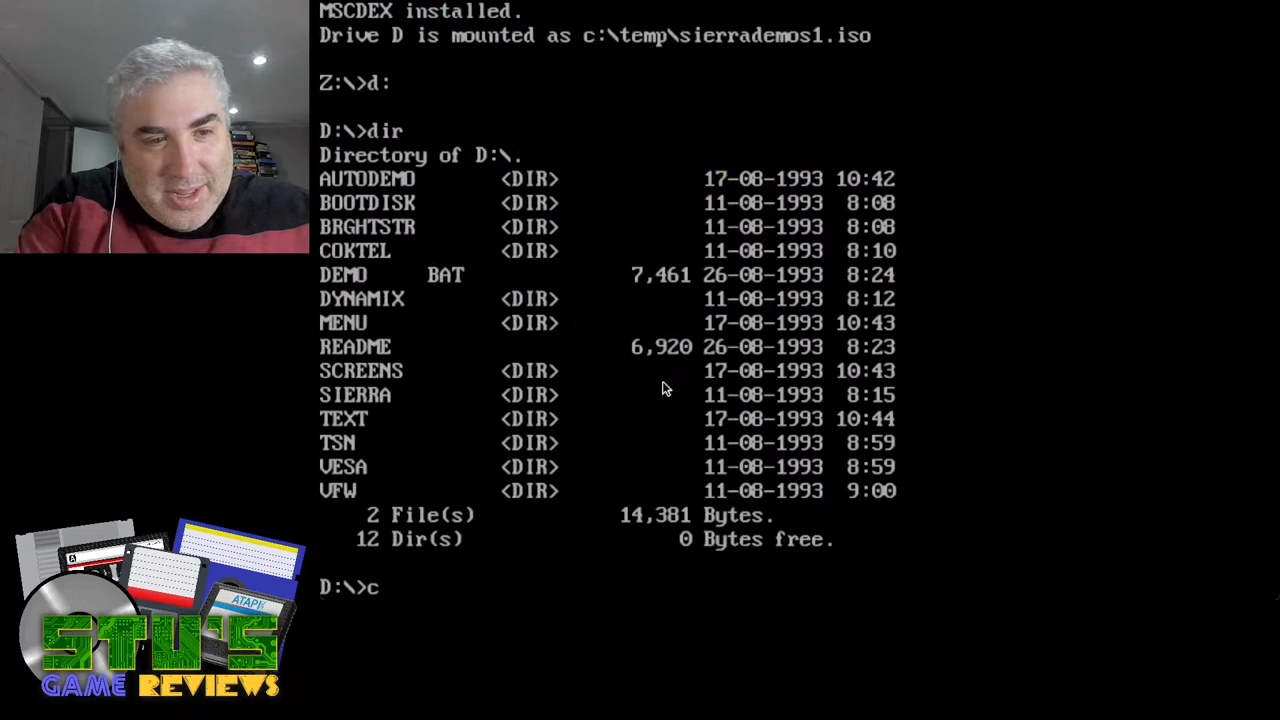 MSCDEX installed.
Drive D is mounted as c:\temp\sierrademos1.iso
Z:\>d:
D:\>dir
Directory of D:\.
AUTODEMO <DIR> 17-08-1993 10:42
BOOTDISK <DIR> 11-08-1993 8:08
BRGHTSTR <DIR> 11-08-1993 8:08
COKTEL <DIR> 11-08-1993 8:10
DEMO BAT 7,461 26-08-1993 8:24
DYNAMIX <DIR> 11-08-1993 8:12
MENU <DIR> 17-08-1993 10:43
README 6,920 26-08-1993 8:23
SCREENS <DIR> 17-08-1993 10:43
SIERRA <DIR> 11-08-1993 8:15
TEXT <DIR> 17-08-1993 10:44
TSN <DIR> 11-08-1993 8:59
VESA <DIR> 11-08-1993 8:59
VFW <DIR> 11-08-1993 9:00
2 File(s) 14,381 Bytes.
12 Dir(s) 0 Bytes free.
D:\>c
A
ATAPI
STU'S
GAME REVIEWS